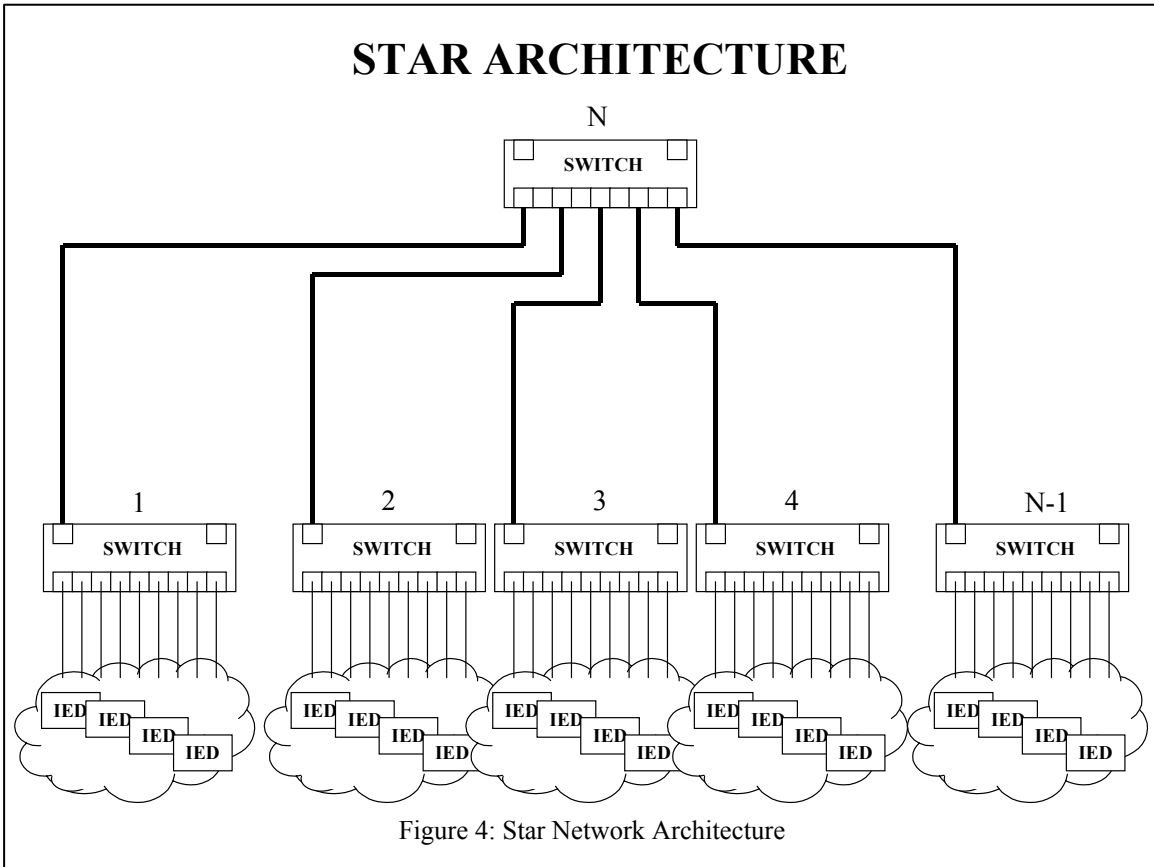 STAR ARCHITECTURE
N
SWITCH
1 2 3 4 N-1
SWITCH SWITCH SWITCH SWITCH SWITCH
IED IED IED IED IED
IED IED IED IED IED
IED IED IED IED IED
IED IED IED IED IED
Figure 4: Star Network Architecture